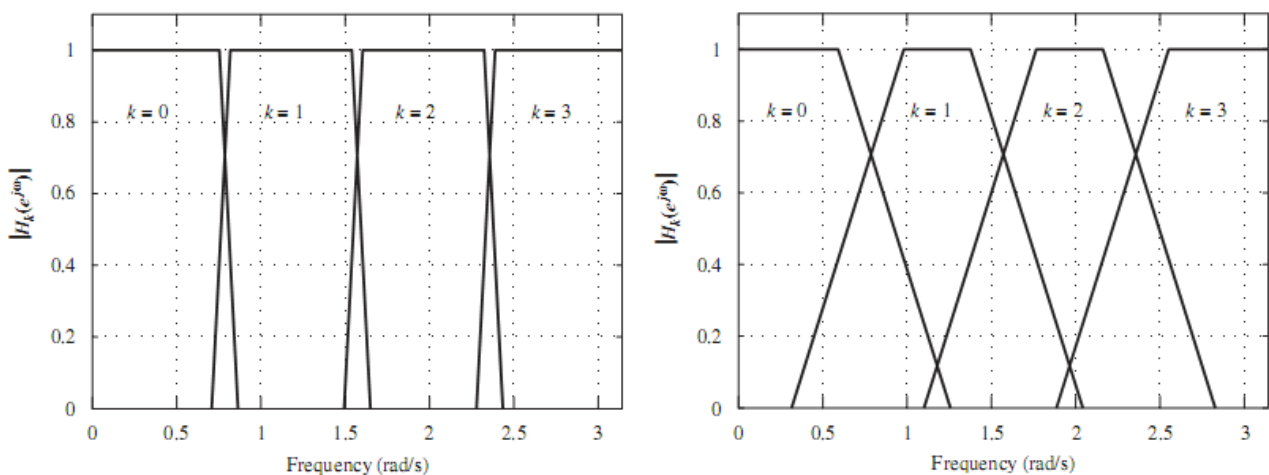 1
0.8
0.6
0.4
0.2
0
|H_k(e^{jω})|
k = 0
k = 1
k = 2
k = 3
0 0.5 1 1.5 2 2.5 3
Frequency (rad/s)
1
0.8
0.6
0.4
0.2
0
|H_k(e^{jω})|
k = 0
k = 1
k = 2
k = 3
0 0.5 1 1.5 2 2.5 3
Frequency (rad/s)